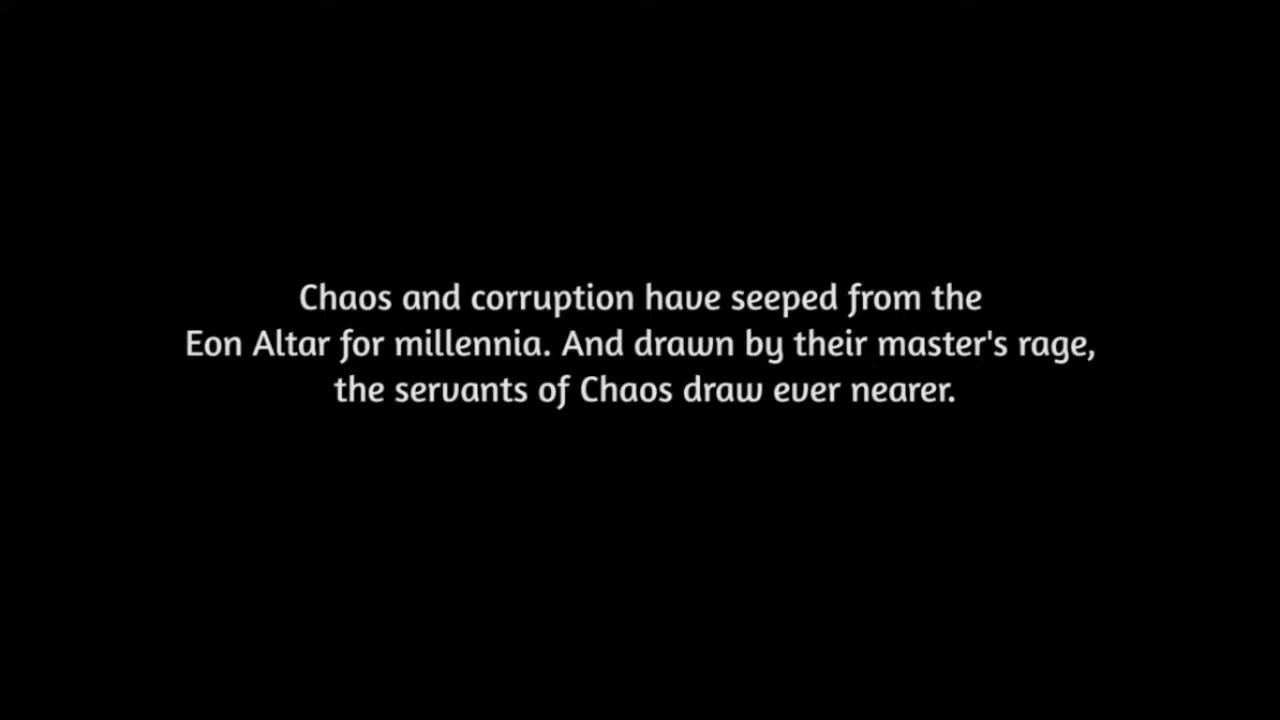 Chaos and corruption have seeped from the
Eon Altar for millennia. And drawn by their master's rage,
the servants of Chaos draw ever nearer.